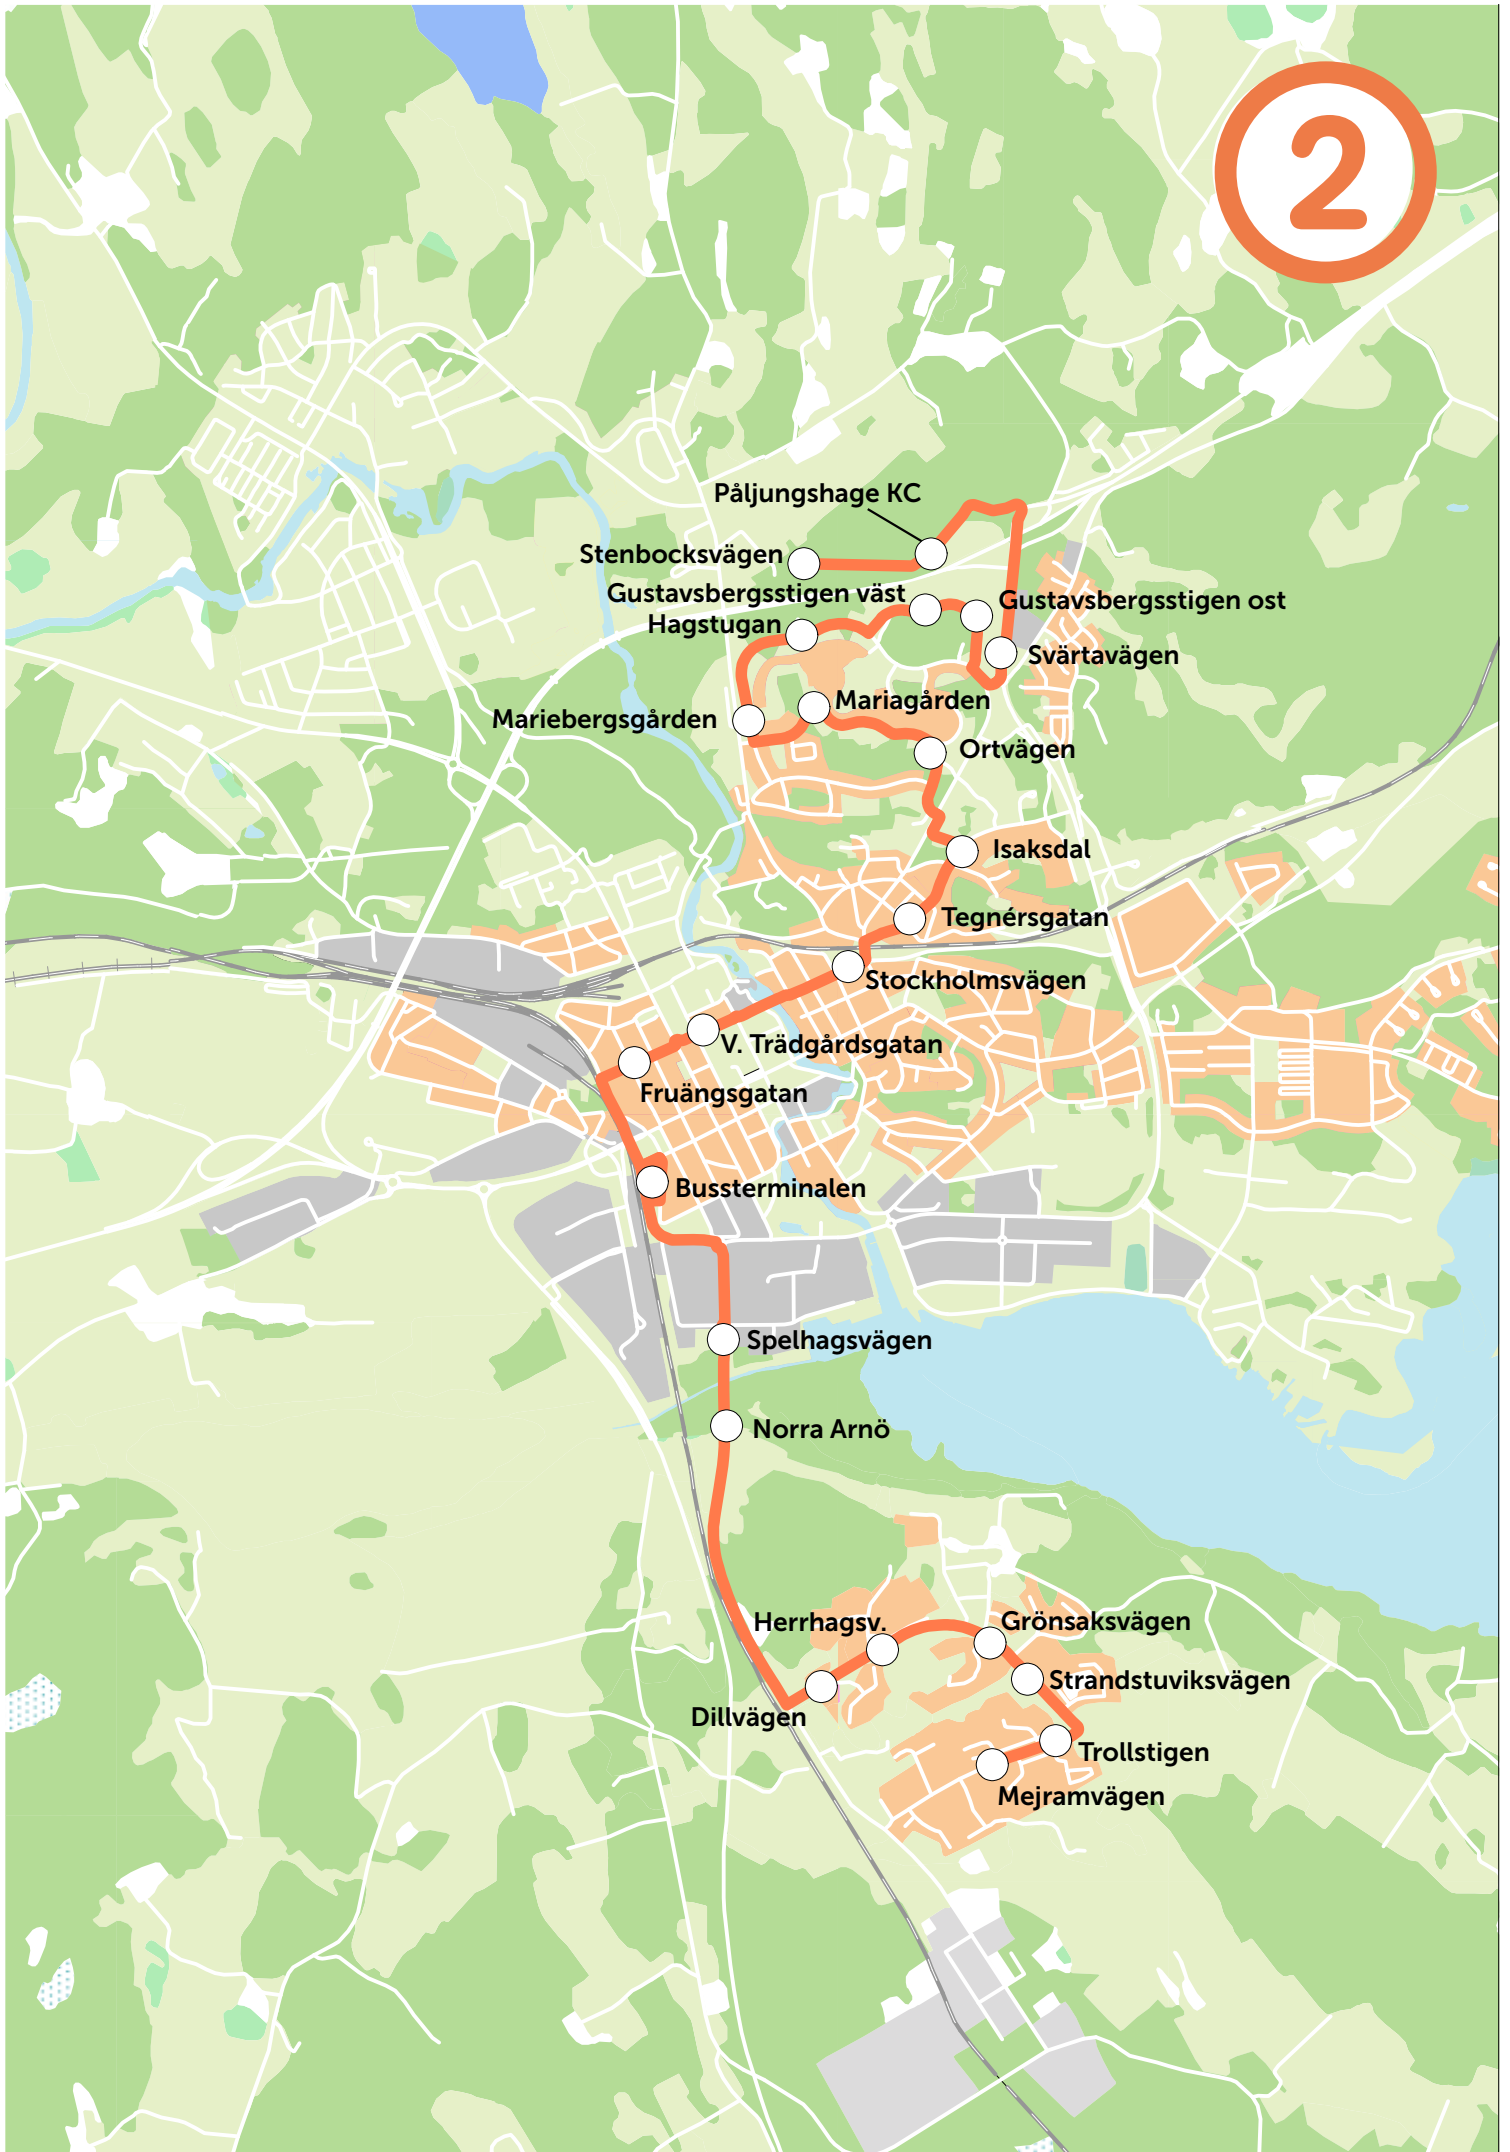 2
Påljungshage KC
Stenbocksvägen
Gustavsbergsstigen väst
Gustavsbergsstigen ost
Hagstugan
Svärtavägen
Mariagården
Mariebergsgården
Ortvägen
Isaksdal
Tegnérsgatan
Stockholmsvägen
V. Trädgårdsgatan
Fruängsgatan
Bussterminalen
Spelhagsvägen
Norra Arnö
Herrhagsv.
Grönsaksvägen
Strandstuviksvägen
Dillvägen
Trollstigen
Mejramvägen